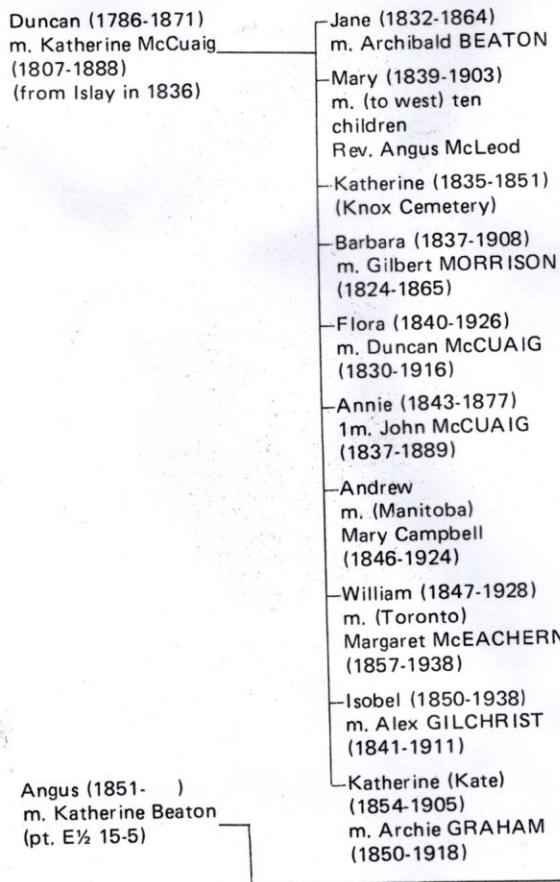 Duncan (1786-1871)
m. Katherine McCuaig
(1807-1888)
(from Islay in 1836)
Jane (1832-1864)
m. Archibald BEATON
Mary (1839-1903)
m. (to west) ten
children
Rev. Angus McLeod
Katherine (1835-1851)
(Knox Cemetery)
Barbara (1837-1908)
m. Gilbert MORRISON
(1824-1865)
Flora (1840-1926)
m. Duncan McCUAIG
(1830-1916)
Annie (1843-1877)
1m. John McCUAIG
(1837-1889)
Andrew
m. (Manitoba)
Mary Campbell
(1846-1924)
William (1847-1928)
m. (Toronto)
Margaret McEACHERN
(1857-1938)
Isobel (1850-1938)
m. Alex GILCHRIST
(1841-1911)
Katherine (Kate)
(1854-1905)
m. Archie GRAHAM
(1850-1918)
Angus (1851-    )
m. Katherine Beaton
(pt. E½ 15-5)